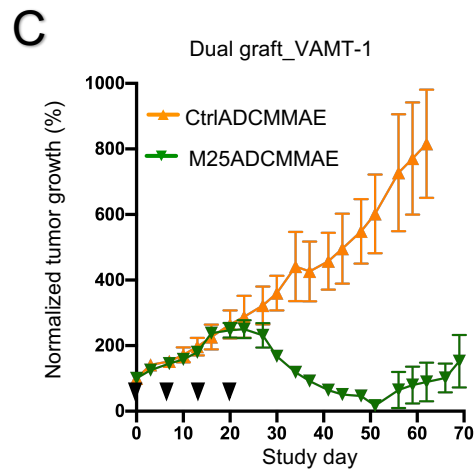 C
Dual graft_VAMT-1
Normalized tumor growth (%)
1000
800
600
400
200
0
CtrlADCMMAE
M25ADCMMAE
0 10 20 30 40 50 60 70
Study day